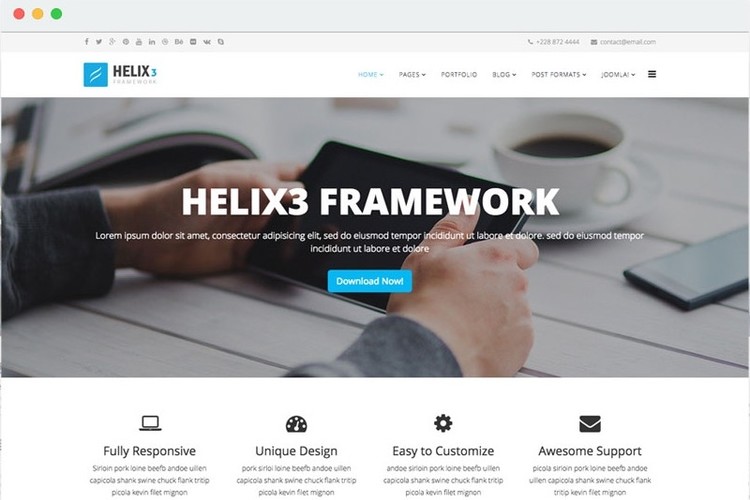 +228 872 4444 contact@email.com
HELIX3
FRAMEWORK
HOME PAGES PORTFOLIO BLOG POST FORMATS JOOMLA!
HELIX3 FRAMEWORK
Lorem ipsum dolor sit amet, consectetur adipisicing elit, sed do eiusmod tempor incididunt ut labore et dolore. sed do eiusmod tempor
incididunt ut labore et dolore
Download Now!
Fully Responsive
Sirloin pork loine beefb andoe uillen
capicola shank swine chuck flank tritip
picola kevin filet mignon
Unique Design
pork sirloi loine beefb andoe uillen
capicola shank swine chuck flank tritip
picola kevin filet mignon
Easy to Customize
andoe sirloin pork loine beefb uillen
capicola shank swine chuck flank tritip
picola kevin filet mignon
Awesome Support
picola sirloin pork loine beefb andoe
uillen capicola shank swine chuck flank
tritip kevin filet mignon